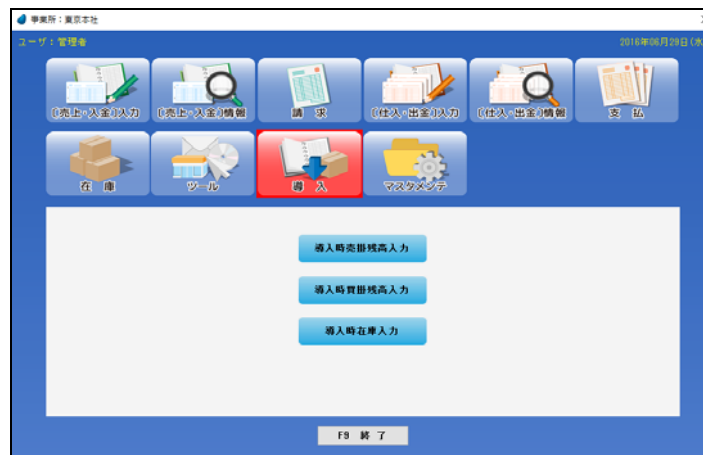 事業所：東京本社
ユーザ：管理者
2016年06月29日(水
[売上・入金]入力
[売上・入金]情報
請 求
[仕入・出金]入力
[仕入・出金]情報
支 払
在 庫
ツール
導 入
マスタメンテ
導入時売掛残高入力
導入時買掛残高入力
導入時在庫入力
F9 終 了